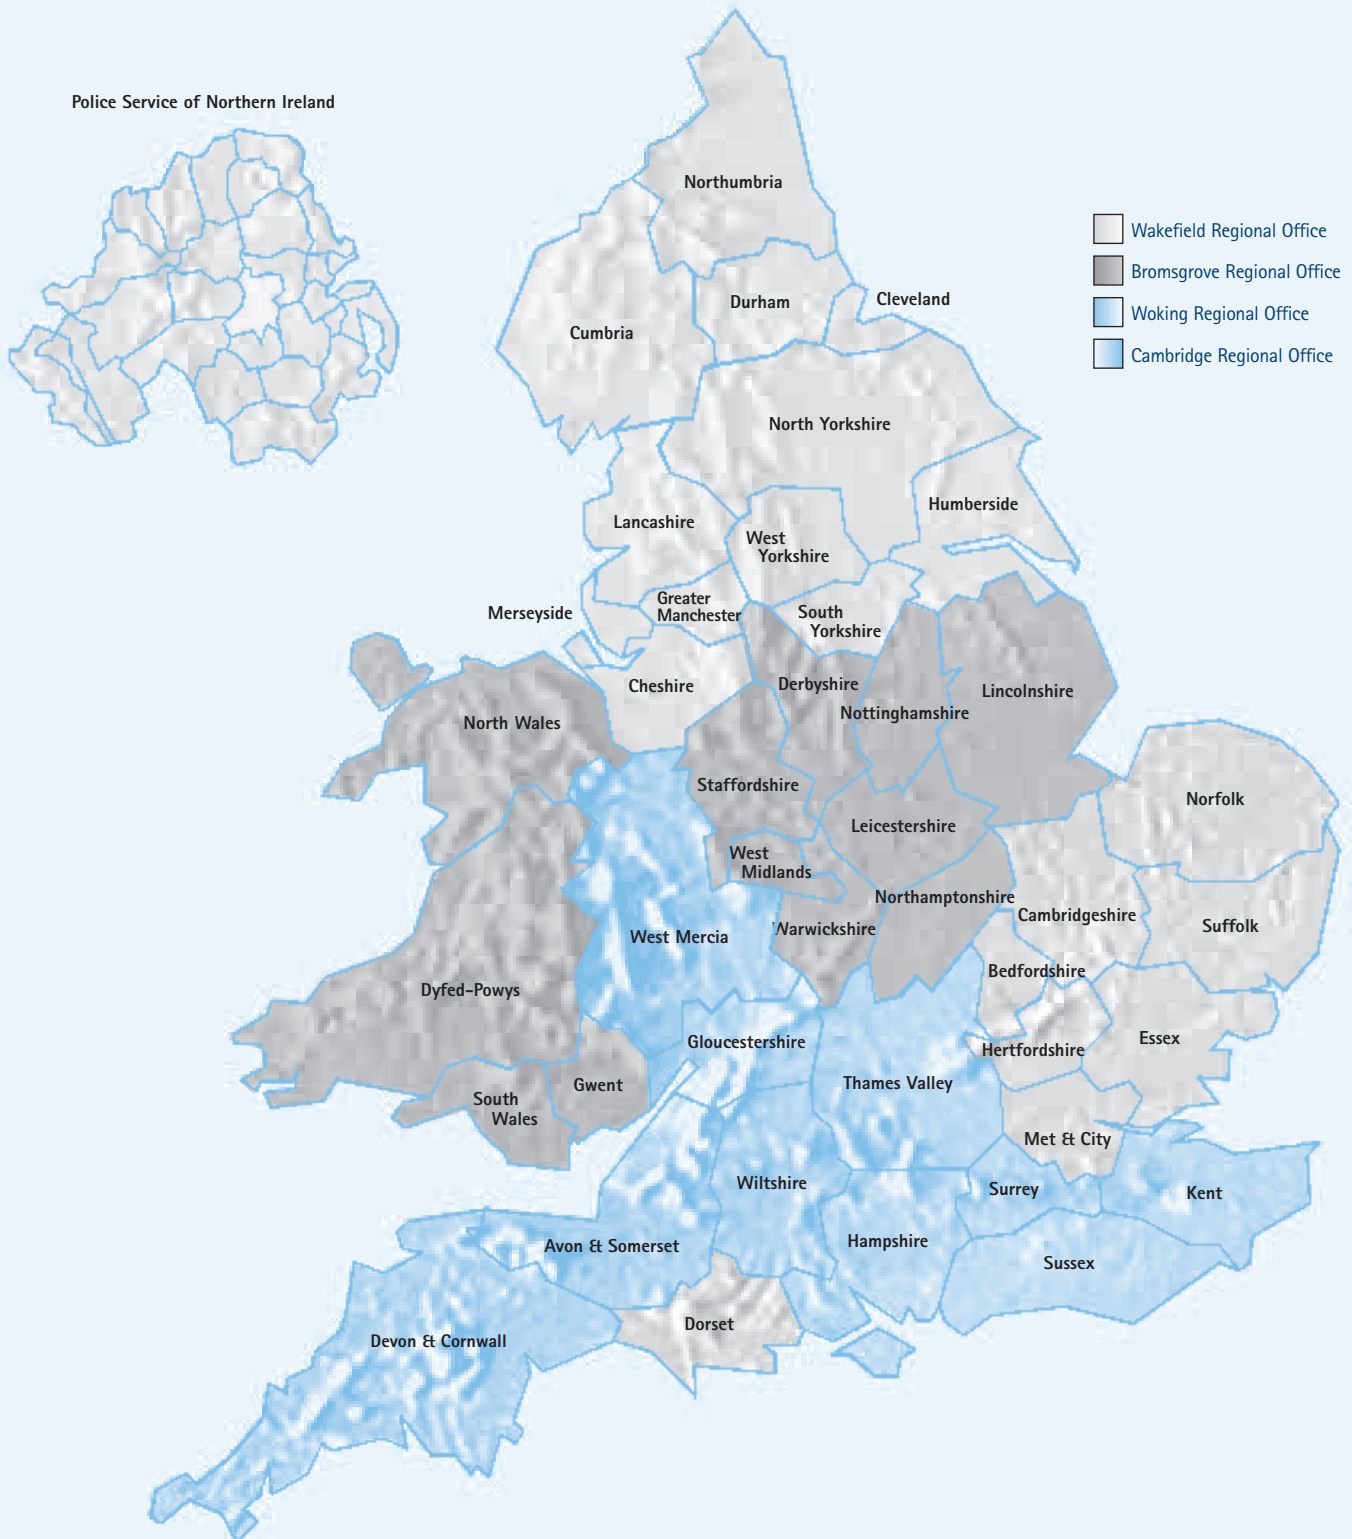 Police Service of Northern Ireland
Northumbria
Wakefield Regional Office
Bromsgrove Regional Office
Woking Regional Office
Cambridge Regional Office
Durham
Cleveland
Cumbria
North Yorkshire
Humberside
Lancashire
West
Yorkshire
Merseyside
Greater
Manchester
South
Yorkshire
Cheshire
Derbyshire
Lincolnshire
Nottinghamshire
North Wales
Staffordshire
Norfolk
Leicestershire
West
Midlands
Northamptonshire
Cambridgeshire
Suffolk
Warwickshire
West Mercia
Bedfordshire
Dyfed-Powys
Gloucestershire
Hertfordshire
Essex
Thames Valley
Gwent
South
Wales
Met & City
Wiltshire
Surrey
Kent
Hampshire
Avon & Somerset
Sussex
Dorset
Devon & Cornwall